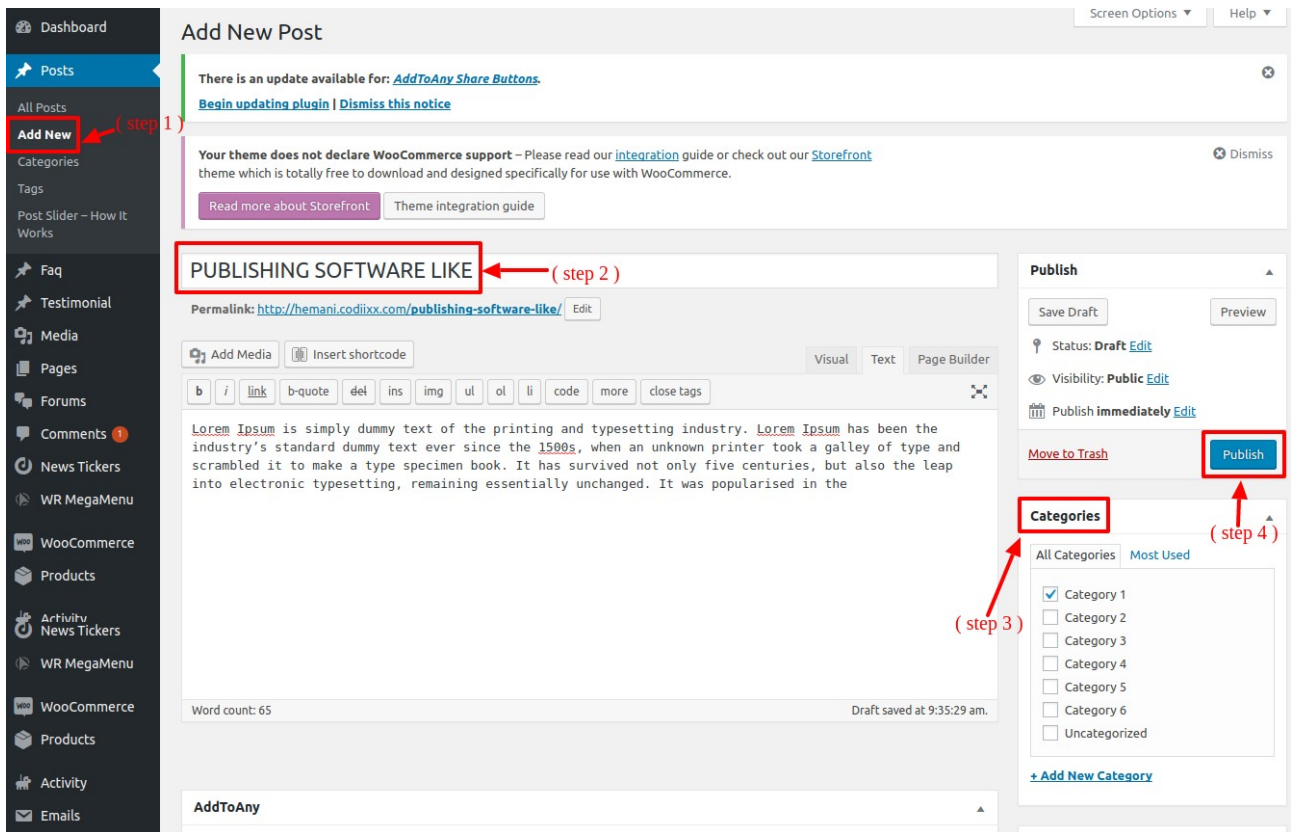 Dashboard
Posts
All Posts
Add New
( step 1 )
Categories
Tags
Post Slider – How It
Works
Faq
Testimonial
Media
Pages
Forums
Comments 1
News Tickers
WR MegaMenu
WooCommerce
Products
Activity
News Tickers
WR MegaMenu
WooCommerce
Products
Activity
Emails
Screen Options
Help
Add New Post
There is an update available for: AddToAny Share Buttons.
Begin updating plugin | Dismiss this notice
Your theme does not declare WooCommerce support – Please read our integration guide or check out our Storefront
theme which is totally free to download and designed specifically for use with WooCommerce.
Dismiss
Read more about Storefront Theme integration guide
PUBLISHING SOFTWARE LIKE
( step 2 )
Permalink: http://hemani.codiixx.com/publishing-software-like/ Edit
Add Media Insert shortcode
Visual Text Page Builder
b i link b-quote del ins img ul ol li code more close tags
Lorem Ipsum is simply dummy text of the printing and typesetting industry. Lorem Ipsum has been the
industry’s standard dummy text ever since the 1500s, when an unknown printer took a galley of type and
scrambled it to make a type specimen book. It has survived not only five centuries, but also the leap
into electronic typesetting, remaining essentially unchanged. It was popularised in the
Word count: 65
Draft saved at 9:35:29 am.
AddToAny
Publish
Save Draft Preview
Status: Draft Edit
Visibility: Public Edit
Publish immediately Edit
Move to Trash Publish
( step 4 )
Categories
All Categories Most Used
( step 3 )
Category 1
Category 2
Category 3
Category 4
Category 5
Category 6
Uncategorized
+ Add New Category